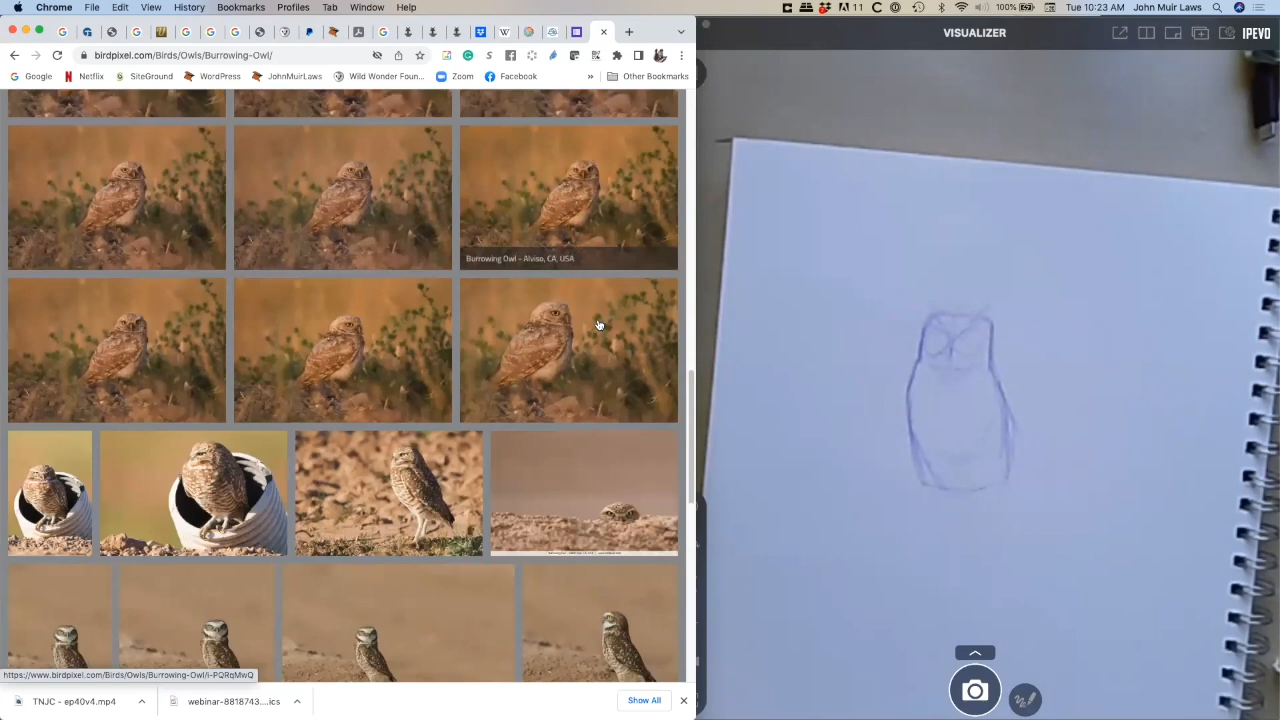 Chrome File Edit View History Bookmarks Profiles Tab Window Help
11 100% Tue 10:23 AM John Muir Laws
birdpixel.com/Birds/Owls/Burrowing-Owl/
Google Netflix SiteGround WordPress JohnMuirLaws Wild Wonder Foun... Zoom Facebook » Other Bookmarks
VISUALIZER
IPEVO
Burrowing Owl - Alviso, CA, USA
https://www.birdpixel.com/Birds/Owls/Burrowing-Owl/i-PQRqMwQ
TNJC - ep40v4.mp4
webinar-8818743....ics
Show All